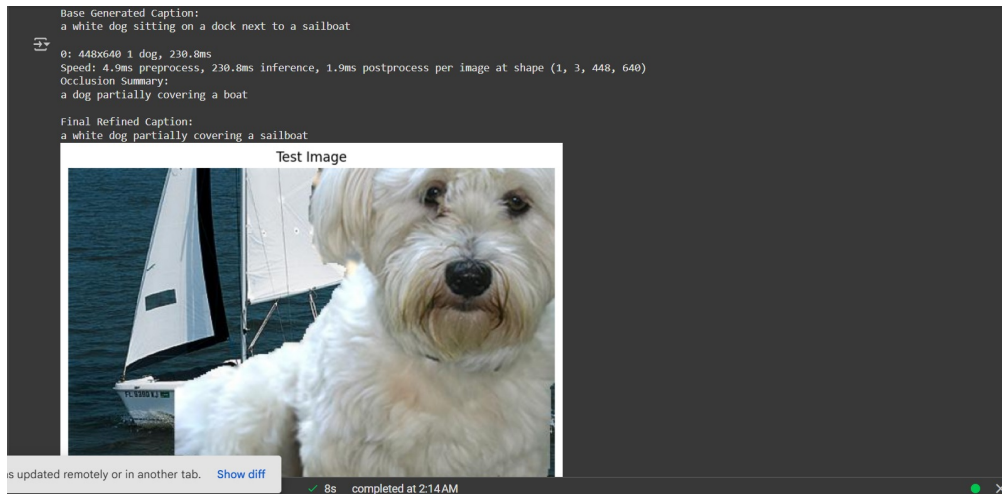 Base Generated Caption:
a white dog sitting on a dock next to a sailboat
0: 448x640 1 dog, 230.8ms
Speed: 4.9ms preprocess, 230.8ms inference, 1.9ms postprocess per image at shape (1, 3, 448, 640)
Occlusion Summary:
a dog partially covering a boat
Final Refined Caption:
a white dog partially covering a sailboat
Test Image
updated remotely or in another tab. Show diff
8s completed at 2:14 AM